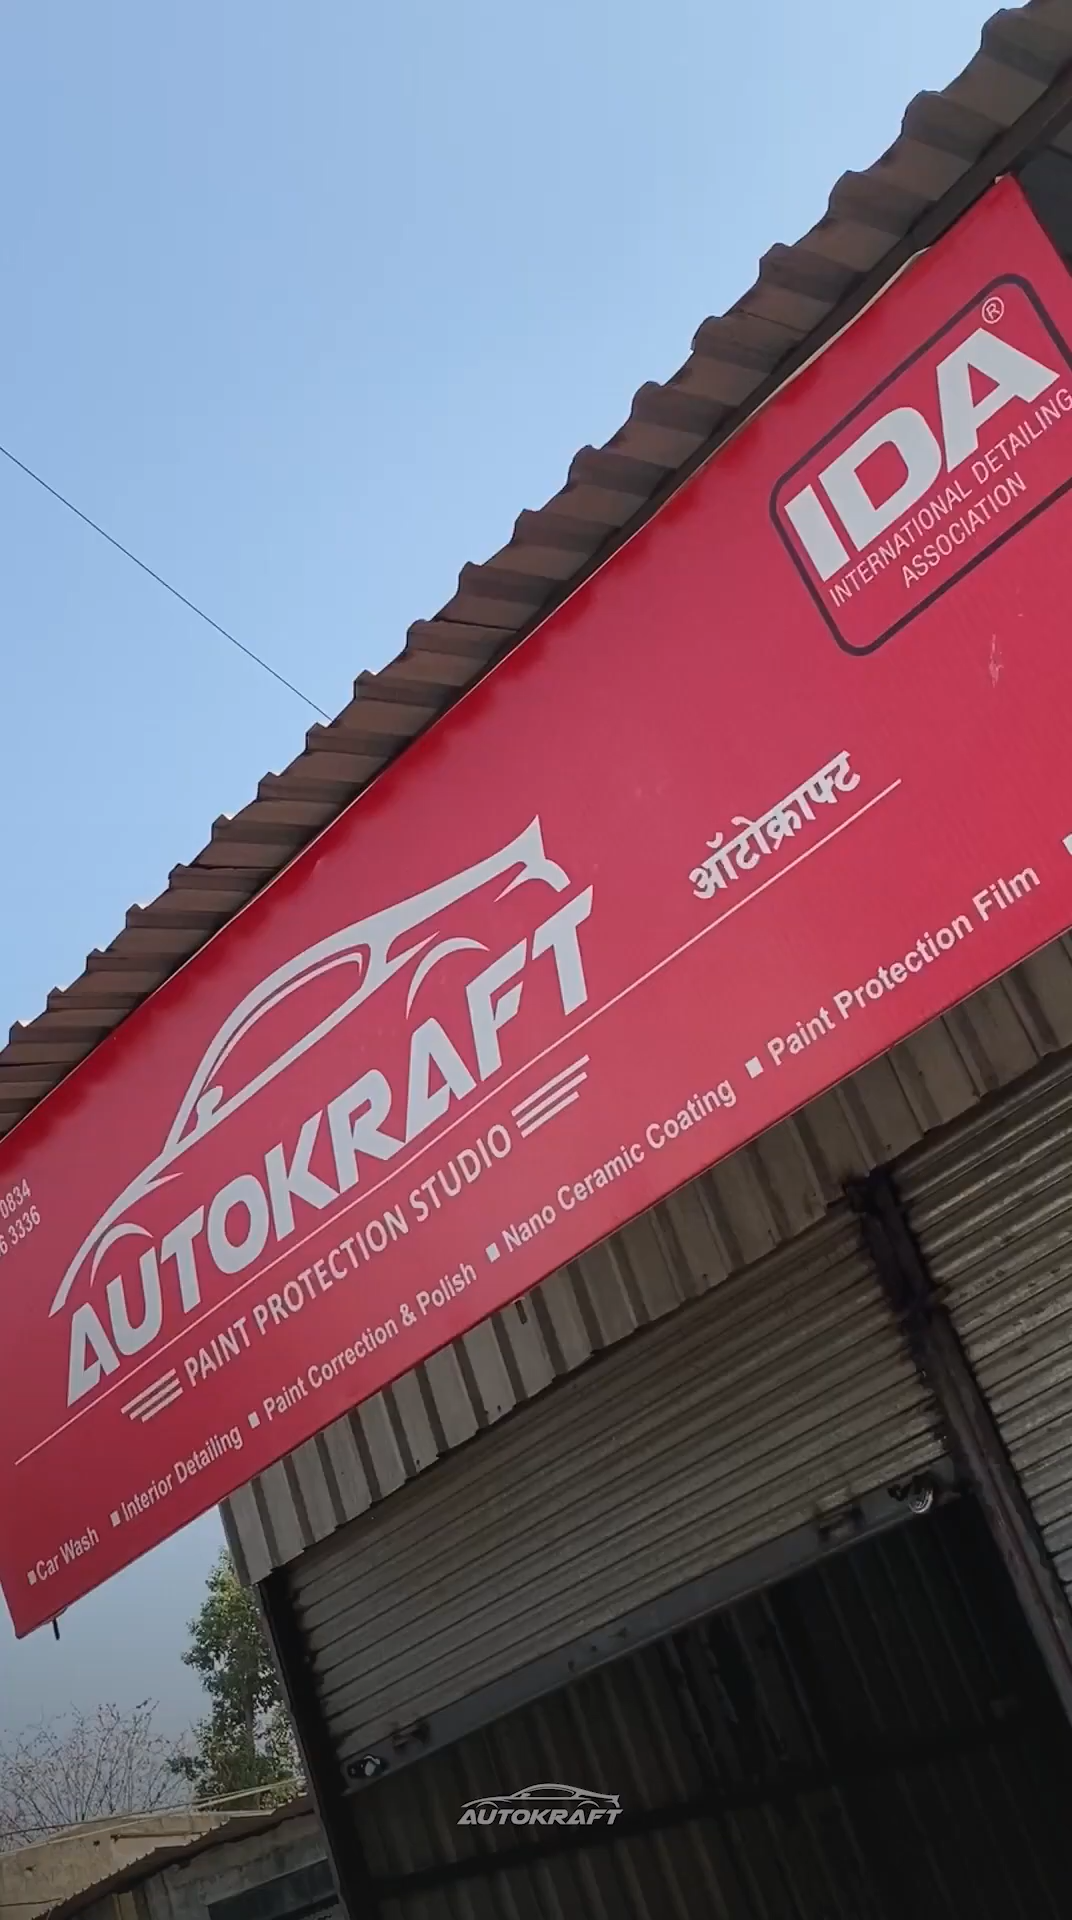 IDA®
INTERNATIONAL DETAILING
ASSOCIATION
ऑटोक्राफ्ट
0834
6 3336
AUTOKRAFT
PAINT PROTECTION STUDIO
▪Car Wash ▪Interior Detailing ▪Paint Correction & Polish ▪Nano Ceramic Coating ▪Paint Protection Film
AUTOKRAFT